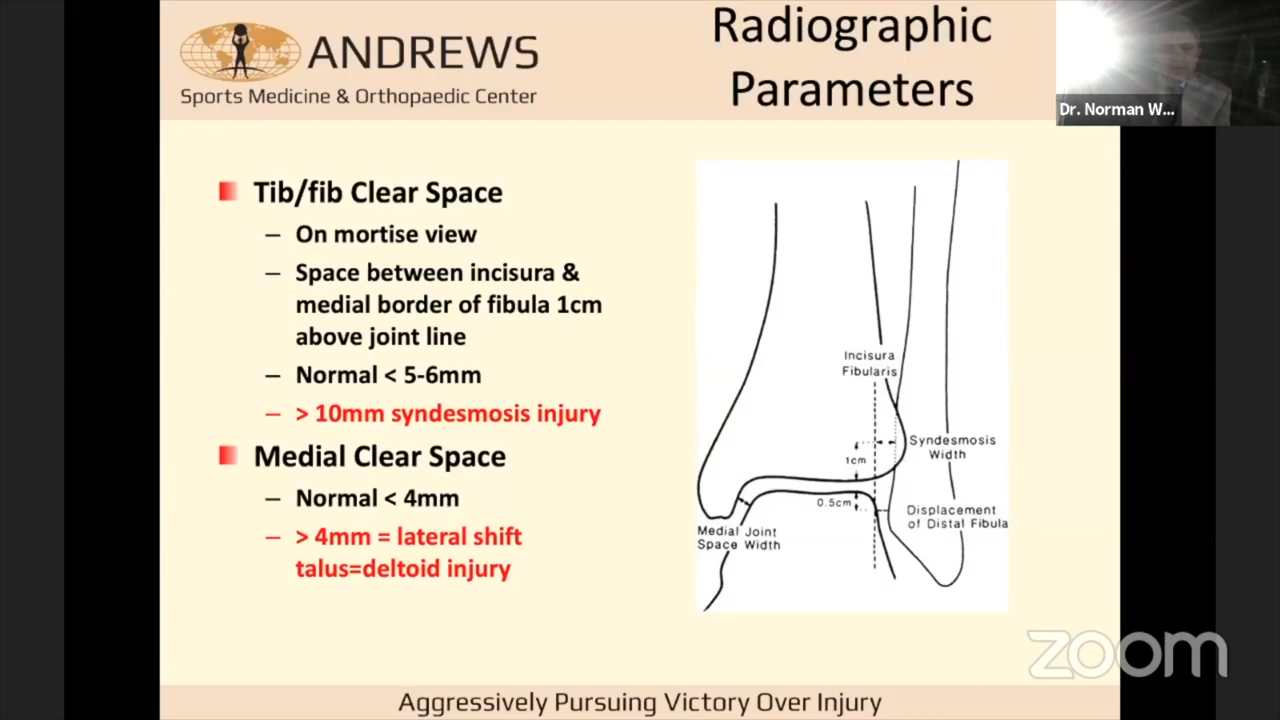 ANDREWS
Sports Medicine & Orthopaedic Center
Radiographic
Parameters
Dr. Norman W...
Tib/fib Clear Space
– On mortise view
– Space between incisura &
medial border of fibula 1cm
above joint line
– Normal < 5-6mm
– > 10mm syndesmosis injury
Medial Clear Space
– Normal < 4mm
– > 4mm = lateral shift
talus=deltoid injury
Incisura
Fibularis
Syndesmosis
Width
1cm
0.5cm
Displacement
of Distal Fibula
Medial Joint
Space Width
zoom
Aggressively Pursuing Victory Over Injury